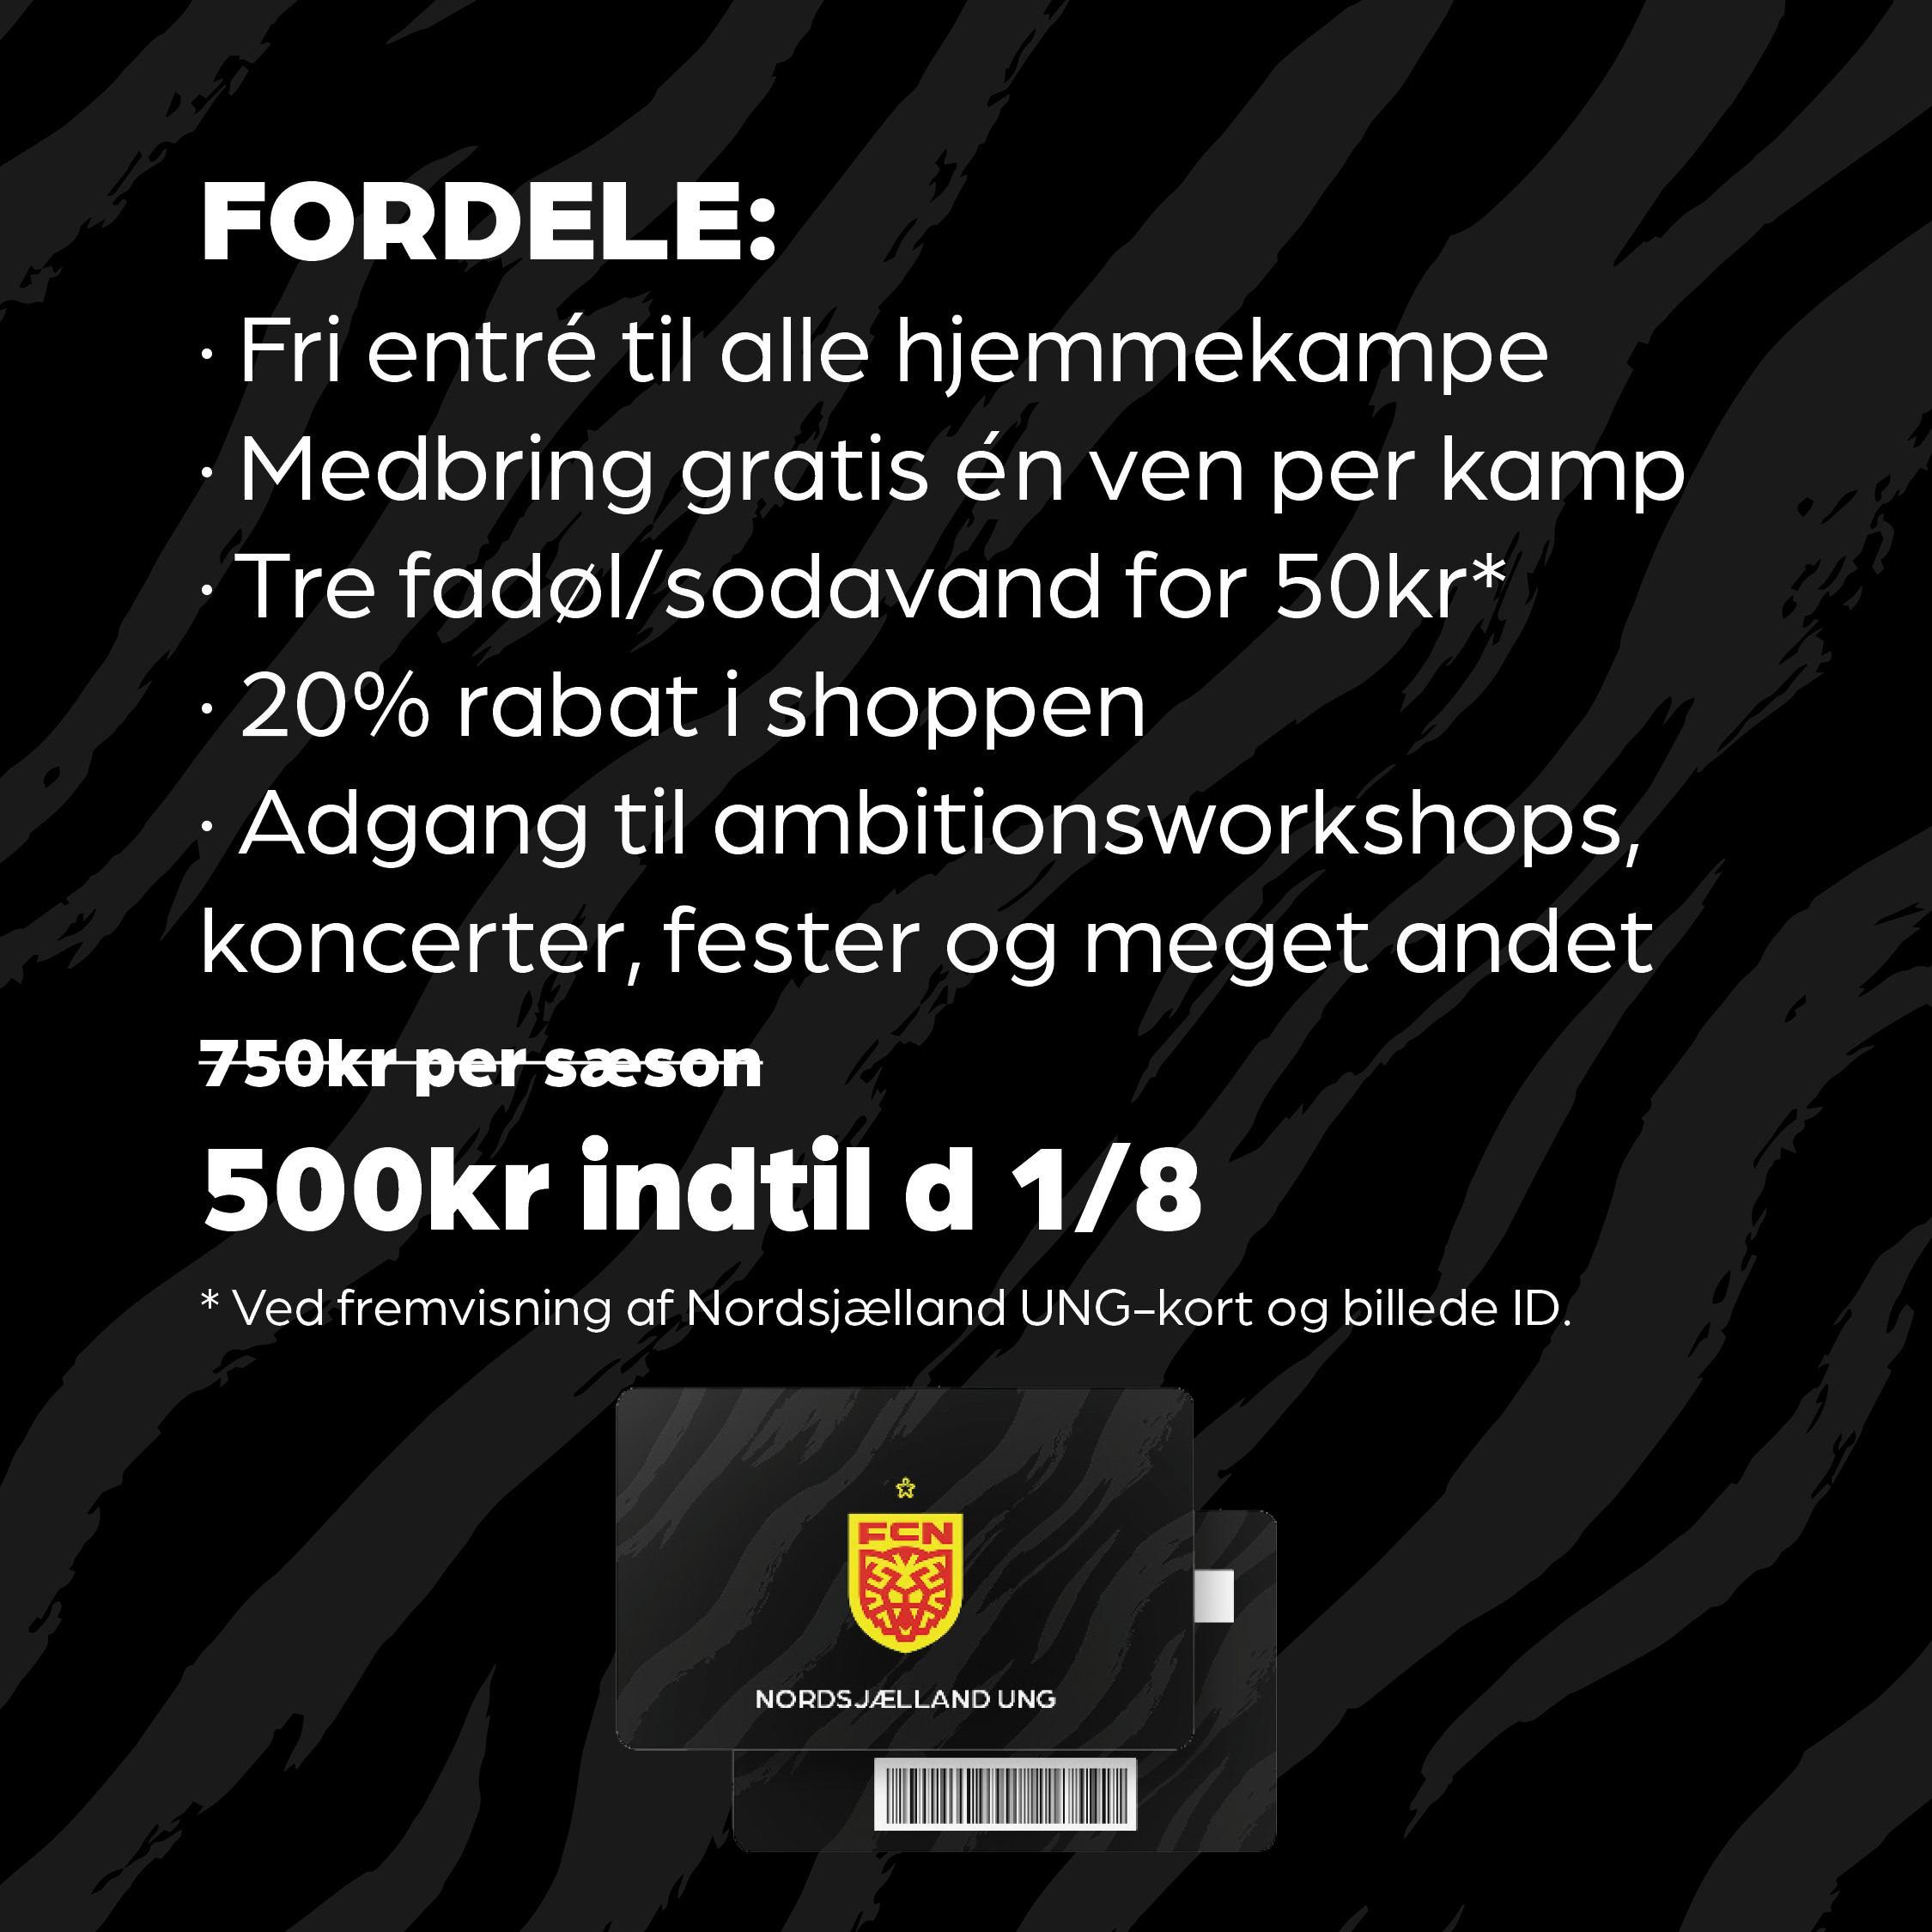 FORDELE:
· Fri entré til alle hjemmekampe
· Medbring gratis én ven per kamp
· Tre fadøl/sodavand for 50kr*
· 20% rabat i shoppen
· Adgang til ambitionsworkshops,
koncerter, fester og meget andet
750kr per sæson
500kr indtil d 1/8
* Ved fremvisning af Nordsjælland UNG-kort og billede ID.
FCN
NORDSJÆLLAND UNG